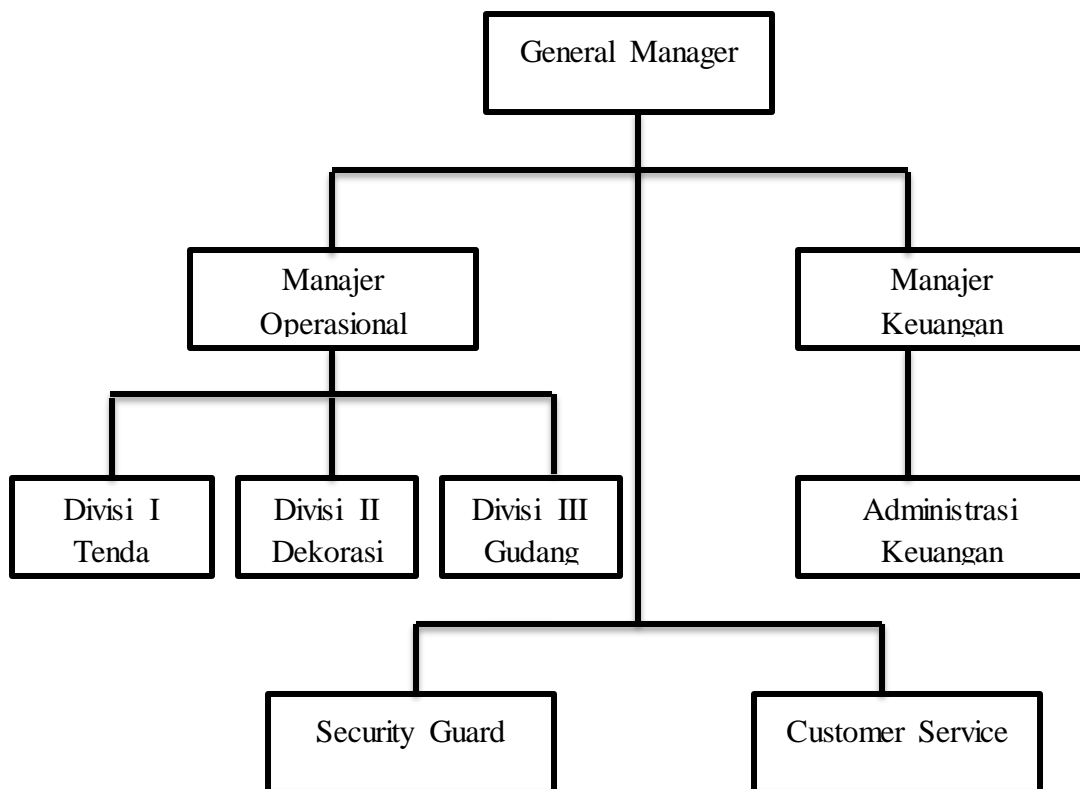 General Manager
Manajer
Operasional
Manajer
Keuangan
Divisi I
Tenda
Divisi II
Dekorasi
Divisi III
Gudang
Administrasi
Keuangan
Security Guard
Customer Service